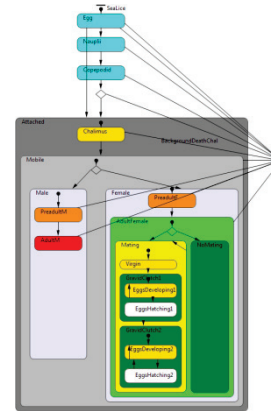 SeaLice
Egg
Nauplii
Copepodid
Attached
Chalimus
BackgroundDeathChal
Mobile
Male
Female
PreadultM
PreadultF
AdultM
AdultFemale
Mating
NotMating
Virgin
GravidClutch1
EggsDeveloping1
EggsHatching1
EggsDeveloping2
EggsHatching2